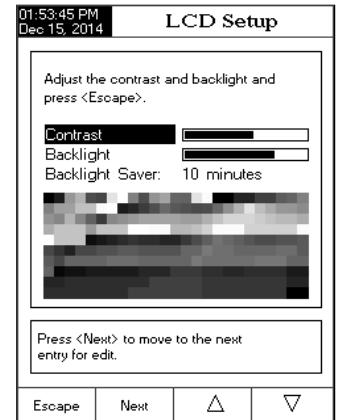 01:53:45 PM
Dec 15, 2014
LCD Setup
Adjust the contrast and backlight and
press <Escape>.
Contrast
Backlight
Backlight Saver: 10 minutes
Press <Next> to move to the next
entry for edit.
Escape Next